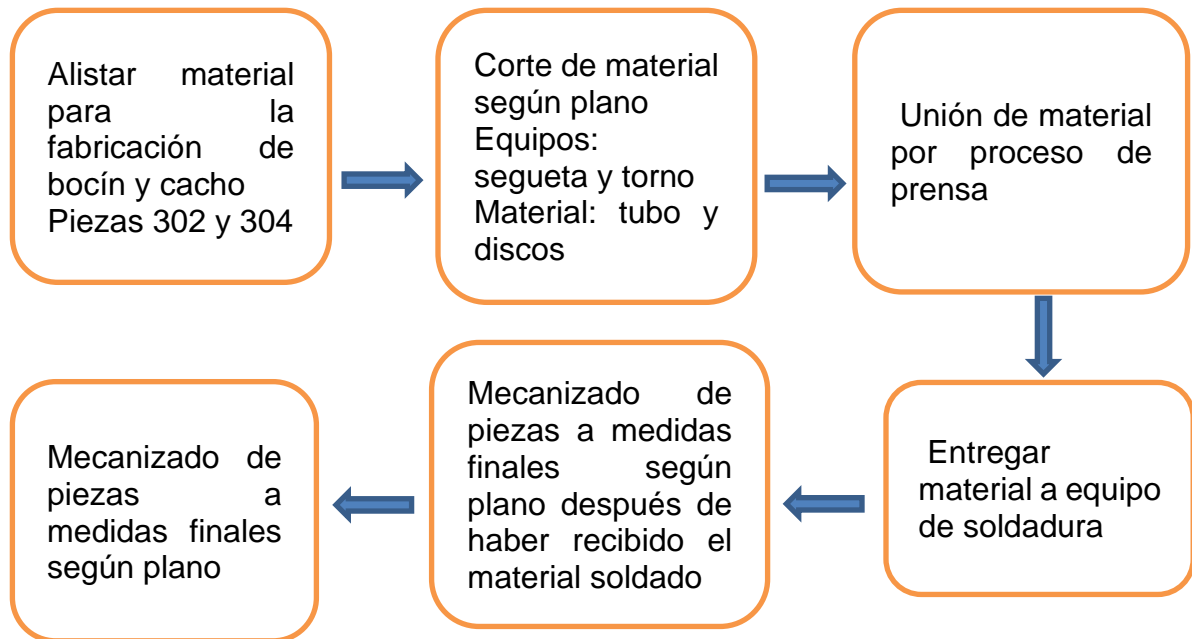 Alistar material
para la
fabricación de
bocín y cacho
Piezas 302 y 304
Corte de material
según plano
Equipos:
segueta y torno
Material: tubo y
discos
Unión de material
por proceso de
prensa
Entregar
material a equipo
de soldadura
Mecanizado de
piezas a medidas
finales según
plano después de
haber recibido el
material soldado
Mecanizado de
piezas a
medidas finales
según plano